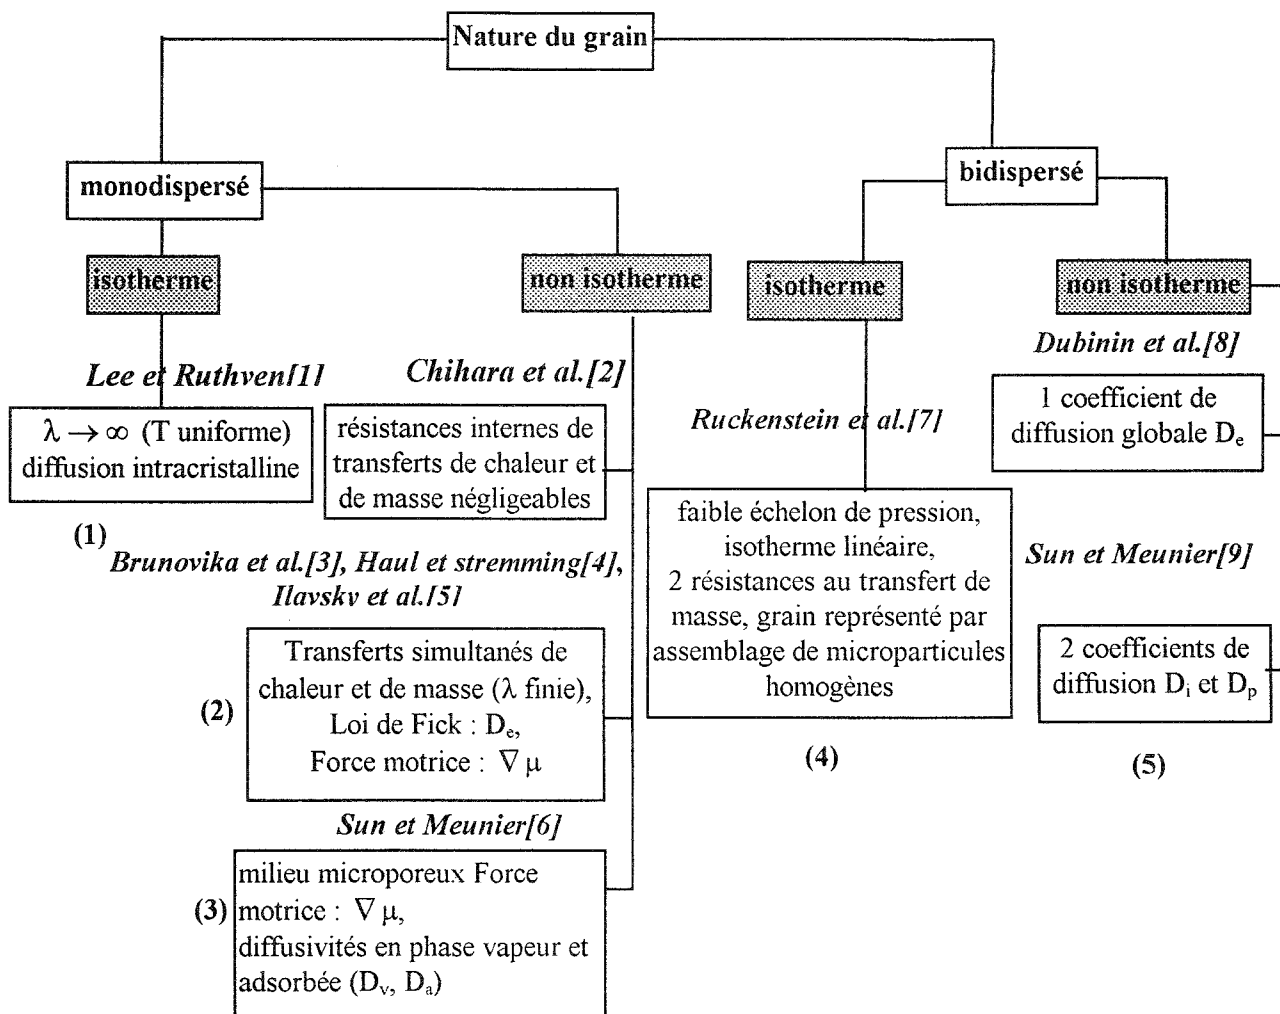 Nature du grain
monodispersé
bidispersé
isotherme
non isotherme
isotherme
non isotherme
Lee et Ruthven[1]
λ → ∞ (T uniforme)
diffusion intracristalline
(1)
Chihara et al.[2]
résistances internes de
transferts de chaleur et
de masse négligeables
Brunovika et al.[3], Haul et stremming[4],
Ilavskv et al.[5]
Transferts simultanés de
chaleur et de masse (λ finie),
Loi de Fick : Dₑ,
Force motrice : ∇ μ
(2)
Sun et Meunier[6]
milieu microporeux Force
motrice : ∇ μ,
diffusivités en phase vapeur et
adsorbée (Dᵥ, Dₐ)
(3)
Ruckenstein et al.[7]
faible échelon de pression,
isotherme linéaire,
2 résistances au transfert de
masse, grain représenté par
assemblage de microparticules
homogènes
(4)
Dubinin et al.[8]
1 coefficient de
diffusion globale Dₑ
Sun et Meunier[9]
2 coefficients de
diffusion Dᵢ et Dₚ
(5)